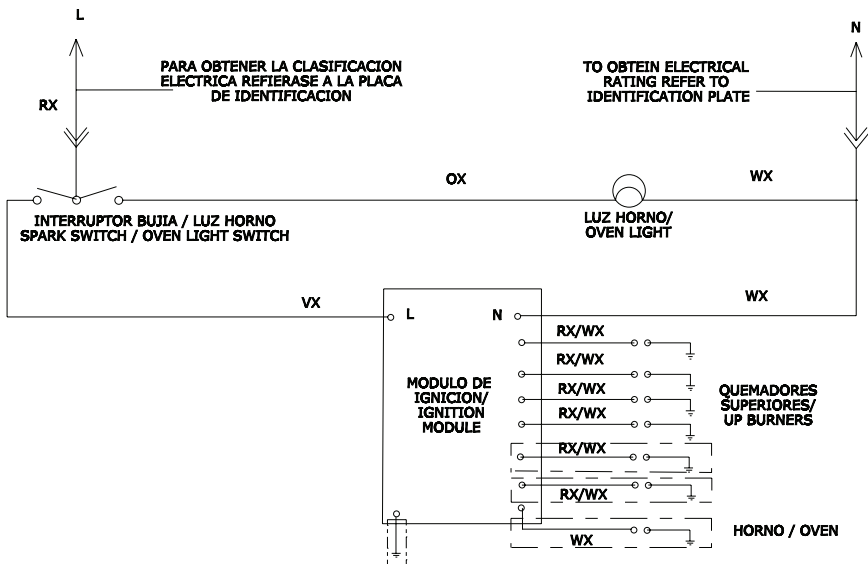 L
N
PARA OBTENER LA CLASIFICACION
ELECTRICA REFIERASE A LA PLACA
DE IDENTIFICACION
TO OBTEIN ELECTRICAL
RATING REFER TO
IDENTIFICATION PLATE
RX
OX
WX
INTERRUPTOR BUJIA / LUZ HORNO
SPARK SWITCH / OVEN LIGHT SWITCH
LUZ HORNO/
OVEN LIGHT
VX
WX
L
N
RX/WX
RX/WX
RX/WX
RX/WX
RX/WX
RX/WX
WX
MODULO DE
IGNICION/
IGNITION
MODULE
QUEMADORES
SUPERIORES/
UP BURNERS
HORNO / OVEN